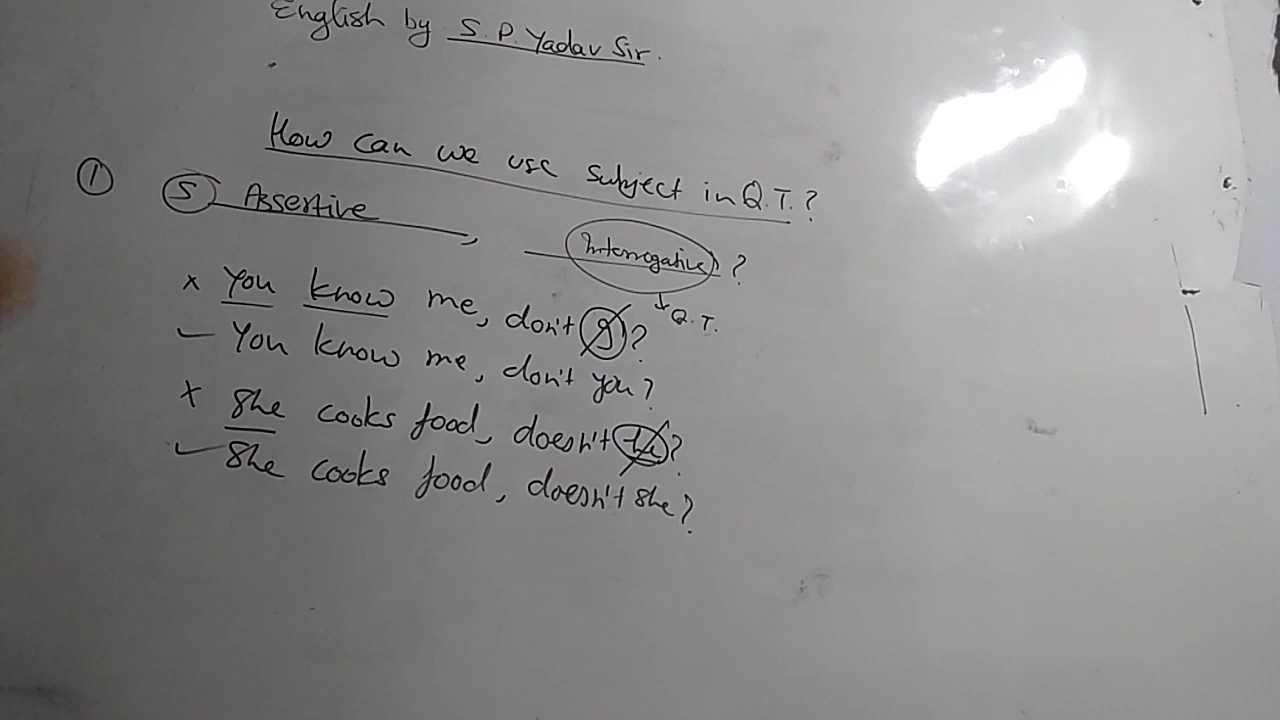 English by S. P. Yadav Sir.
How can we use subject in Q.T.?
① S Assertive, Interrogative?
↓ Q.T.
× You know me, don't I?
✓ You know me, don't you?
× She cooks food, doesn't he?
✓ She cooks food, doesn't she?